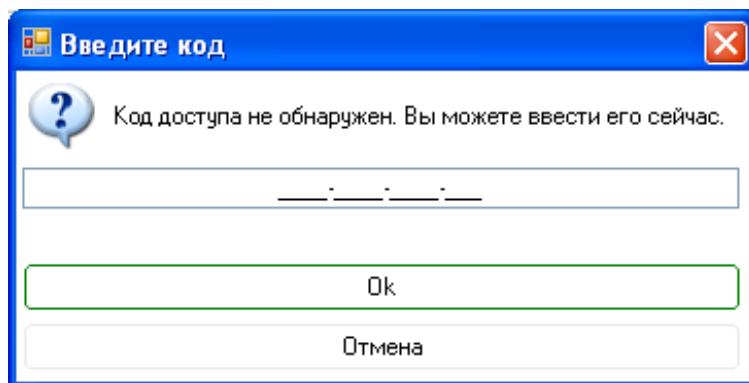 Введите код
Код доступа не обнаружен. Вы можете ввести его сейчас.
____-____-____-___
Ok
Отмена